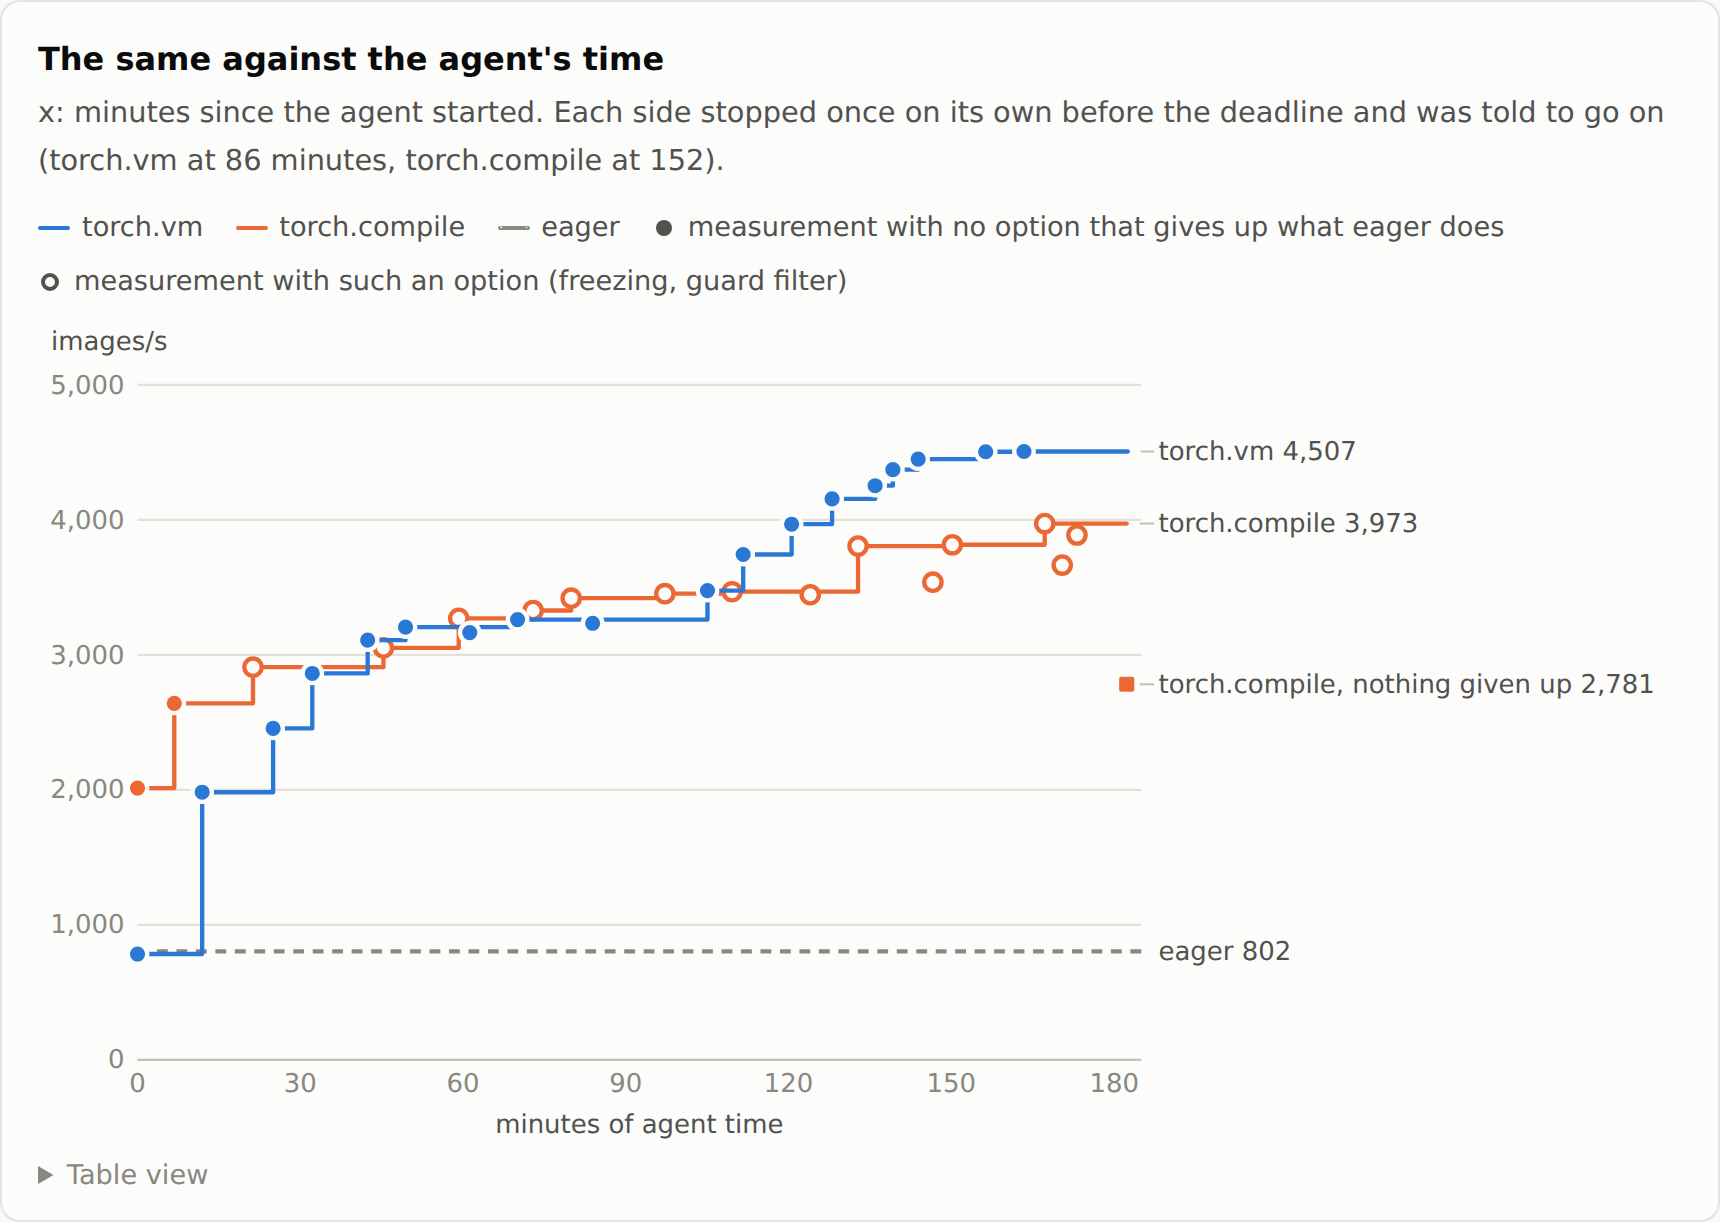 The same against the agent's time
x: minutes since the agent started. Each side stopped once on its own before the deadline and was told to go on
(torch.vm at 86 minutes, torch.compile at 152).
torch.vm torch.compile eager measurement with no option that gives up what eager does
measurement with such an option (freezing, guard filter)
images/s
5,000
torch.vm 4,507
4,000
torch.compile 3,973
3,000
torch.compile, nothing given up 2,781
2,000
1,000
eager 802
0
0 30 60 90 120 150 180
minutes of agent time
Table view